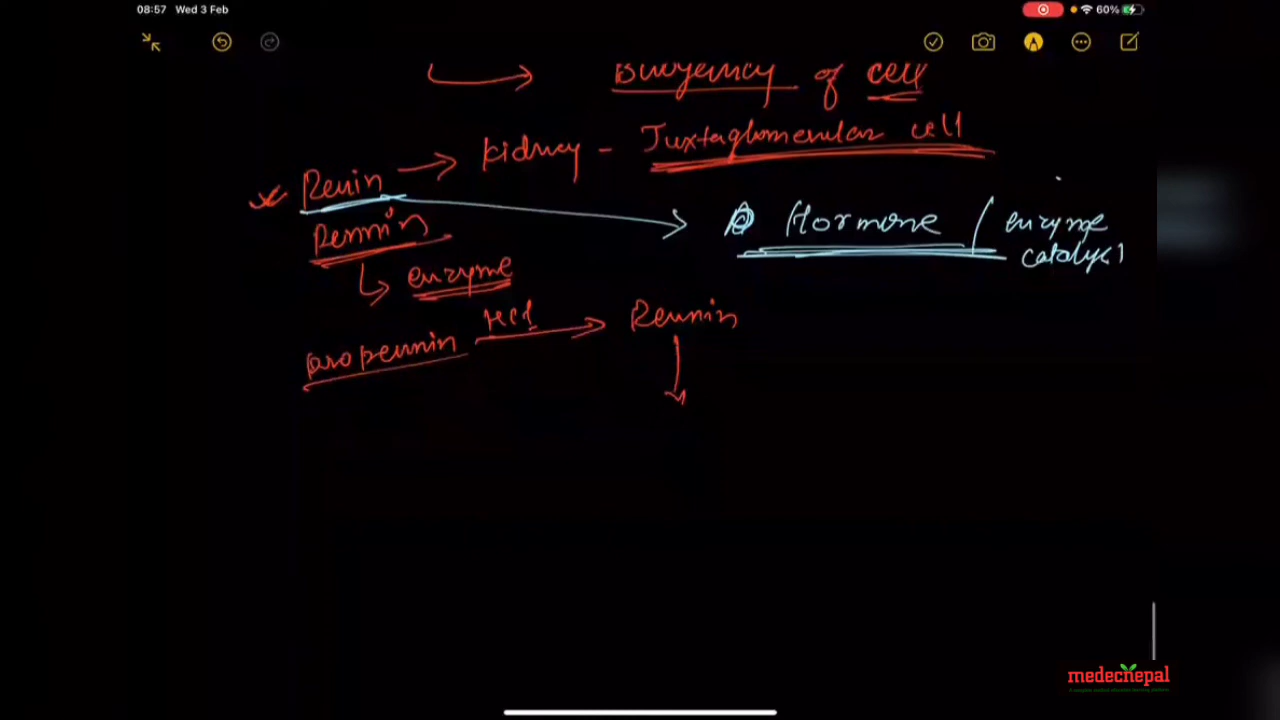 08:57 Wed 3 Feb 60%
Buoyency of cell
Renin → Kidney - Juxtaglomerular cell
Rennin
Hormone / enzyme
catalyst
↳ enzyme
prorennin HCl → Rennin
medecnepal